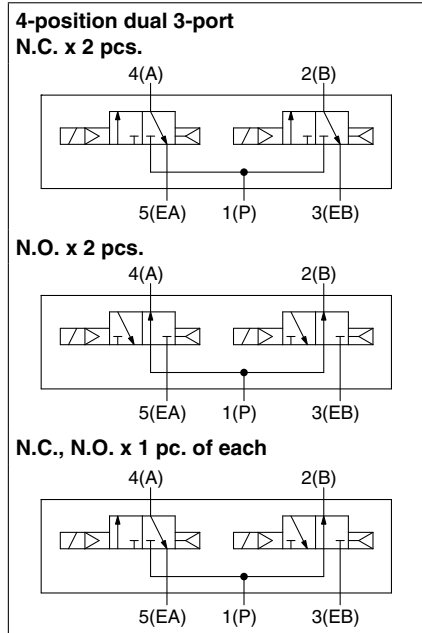 4-position dual 3-port
N.C. x 2 pcs.
4(A) 2(B)
5(EA) 1(P) 3(EB)
N.O. x 2 pcs.
4(A) 2(B)
5(EA) 1(P) 3(EB)
N.C., N.O. x 1 pc. of each
4(A) 2(B)
5(EA) 1(P) 3(EB)